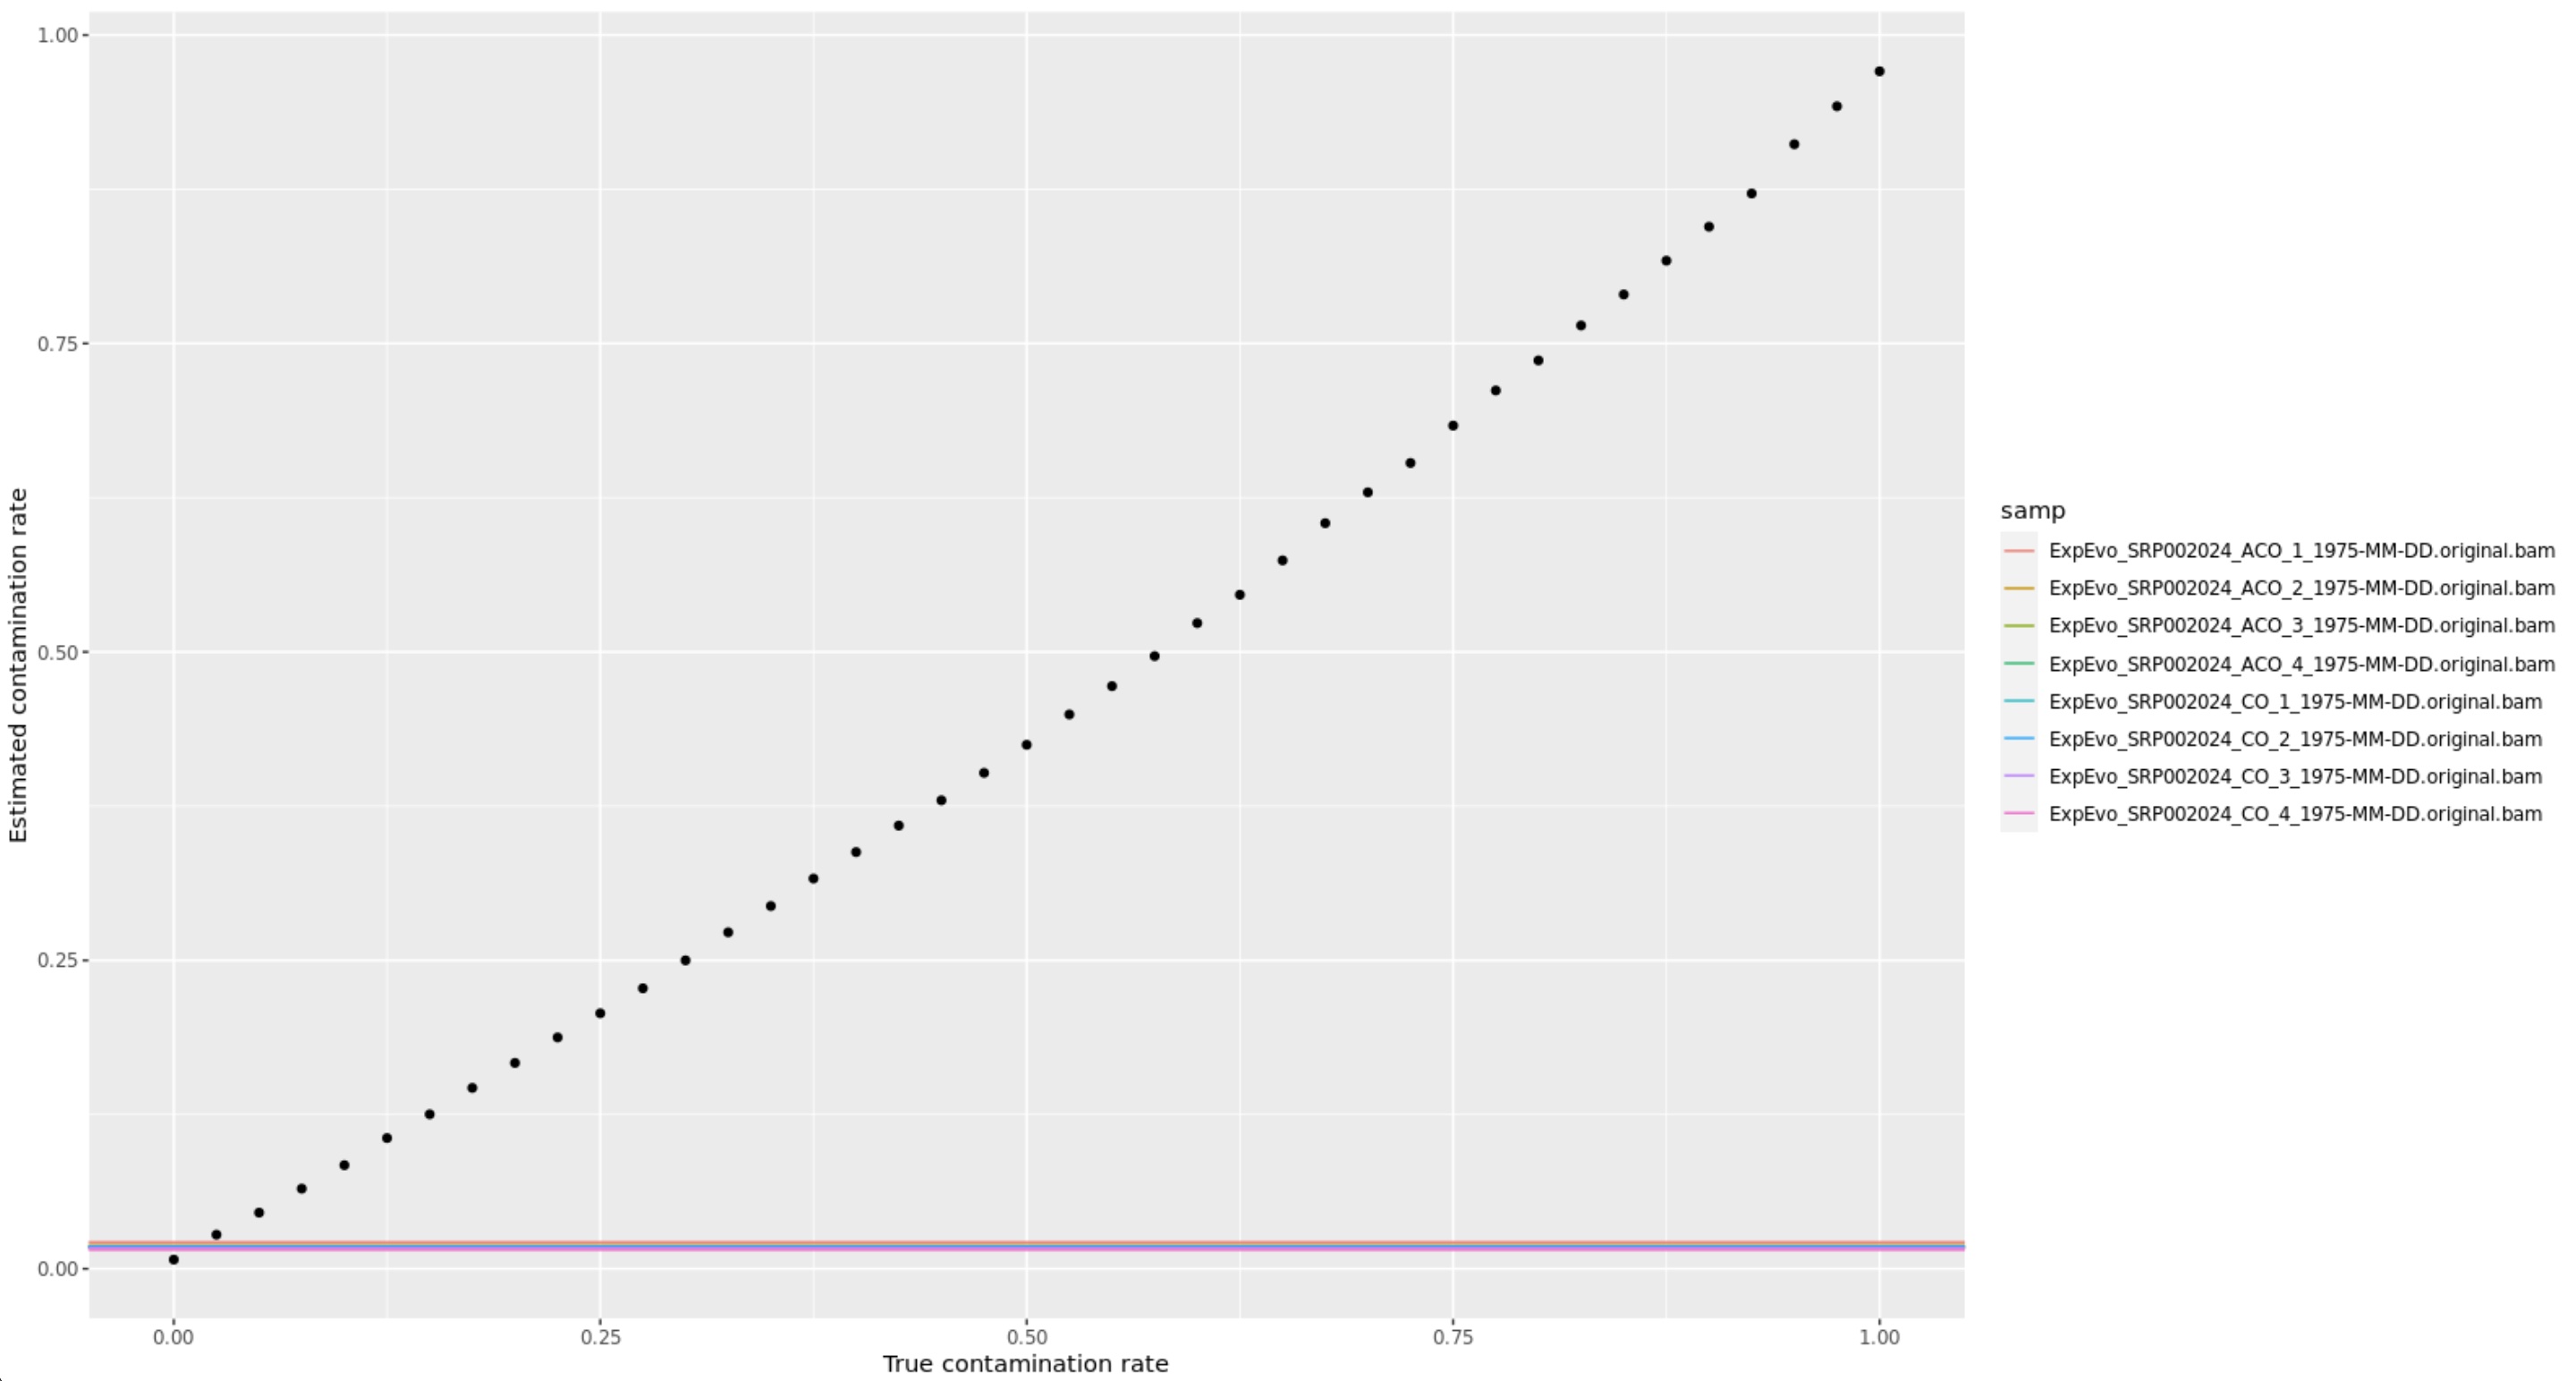 1.00
0.75
0.50
0.25
0.00
Estimated contamination rate
0.00 0.25 0.50 0.75 1.00
True contamination rate
samp
ExpEvo_SRP002024_ACO_1_1975-MM-DD.original.bam
ExpEvo_SRP002024_ACO_2_1975-MM-DD.original.bam
ExpEvo_SRP002024_ACO_3_1975-MM-DD.original.bam
ExpEvo_SRP002024_ACO_4_1975-MM-DD.original.bam
ExpEvo_SRP002024_CO_1_1975-MM-DD.original.bam
ExpEvo_SRP002024_CO_2_1975-MM-DD.original.bam
ExpEvo_SRP002024_CO_3_1975-MM-DD.original.bam
ExpEvo_SRP002024_CO_4_1975-MM-DD.original.bam